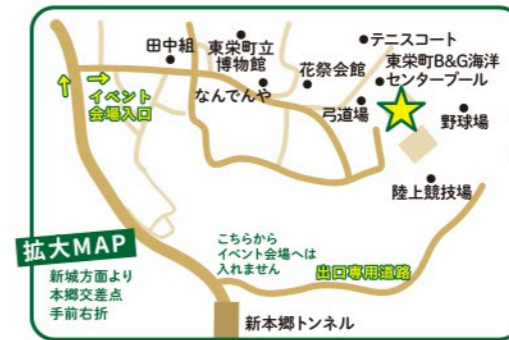 テニスコート
東栄町立
博物館
田中組
東栄町B&G海洋
センタープール
花祭会館
イベント
会場入口
なんでんや
弓道場
野球場
陸上競技場
拡大MAP
新城方面より
本郷交差点
手前右折
こちらから
イベント会場へは
入れません
出口専用道路
新本郷トンネル